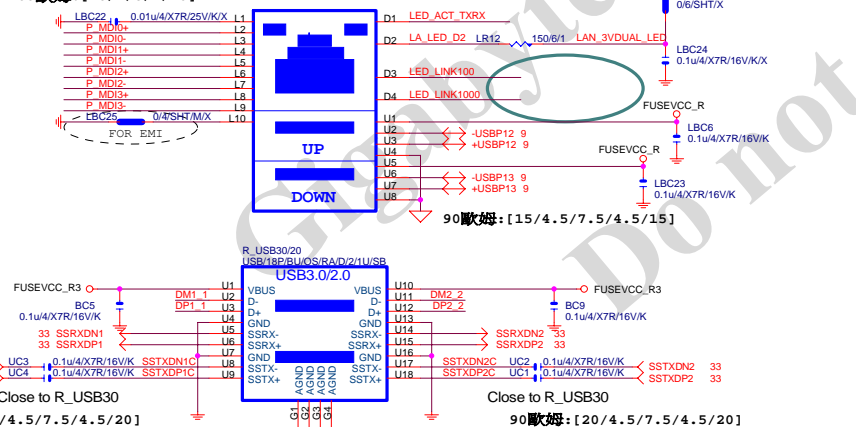 0/6/SHT/X
LBC22 0.01u/4/X7R/25V/K/X L1 D1 LED_ACT_TXRX
P_MDI0+ L2
P_MDI0- L3 D2 LA_LED_D2 LR12 150/6/1 LAN_3VDUAL_LED
P_MDI1+ L4
P_MDI1- L5 LBC24
P_MDI2+ L6 0.1u/4/X7R/16V/K/X
P_MDI2- L7 D3 LED_LINK100
P_MDI3+ L8
P_MDI3- L9 D4 LED_LINK1000
LBC25 0/4/SHT/M/X L10
FOR EMI
FUSEVCC_R
U1
U2 -USBP12 9
U3 +USBP12 9
U4
LBC6
0.1u/4/X7R/16V/K
UP
FUSEVCC_R
U5
U6 -USBP13 9
U7 +USBP13 9
U8
LBC23
0.1u/4/X7R/16V/K
DOWN
90歐姆:[15/4.5/7.5/4.5/15]
R_USB30/20
USB/18P/BU/OS/RA/D/2/1U/SB
USB3.0/2.0
FUSEVCC_R3 U1 VBUS VBUS U10 FUSEVCC_R3
DM1_1 U2 D- D- U11 DM2_2
DP1_1 U3 D+ D+ U12 DP2_2
BC5
0.1u/4/X7R/16V/K
BC9
0.1u/4/X7R/16V/K
U4 GND GND U13
33 SSRXDN1 U5 SSRX- SSRX- U14 SSRXDN2 33
33 SSRXDP1 U6 SSRX+ SSRX+ U15 SSRXDP2 33
U7 GND GND U16
UC3 0.1u/4/X7R/16V/K SSTXDN1C U8 SSTX- SSTX- U17 SSTXDN2C UC2 0.1u/4/X7R/16V/K SSTXDN2 33
UC4 0.1u/4/X7R/16V/K SSTXDP1C U9 SSTX+ SSTX+ U18 SSTXDP2C UC1 0.1u/4/X7R/16V/K SSTXDP2 33
AGND AGND AGND AGND
G1 G2 G3 G4
Close to R_USB30
Close to R_USB30
/4.5/7.5/4.5/20]
90歐姆:[20/4.5/7.5/4.5/20]
Gigabyte
Do not